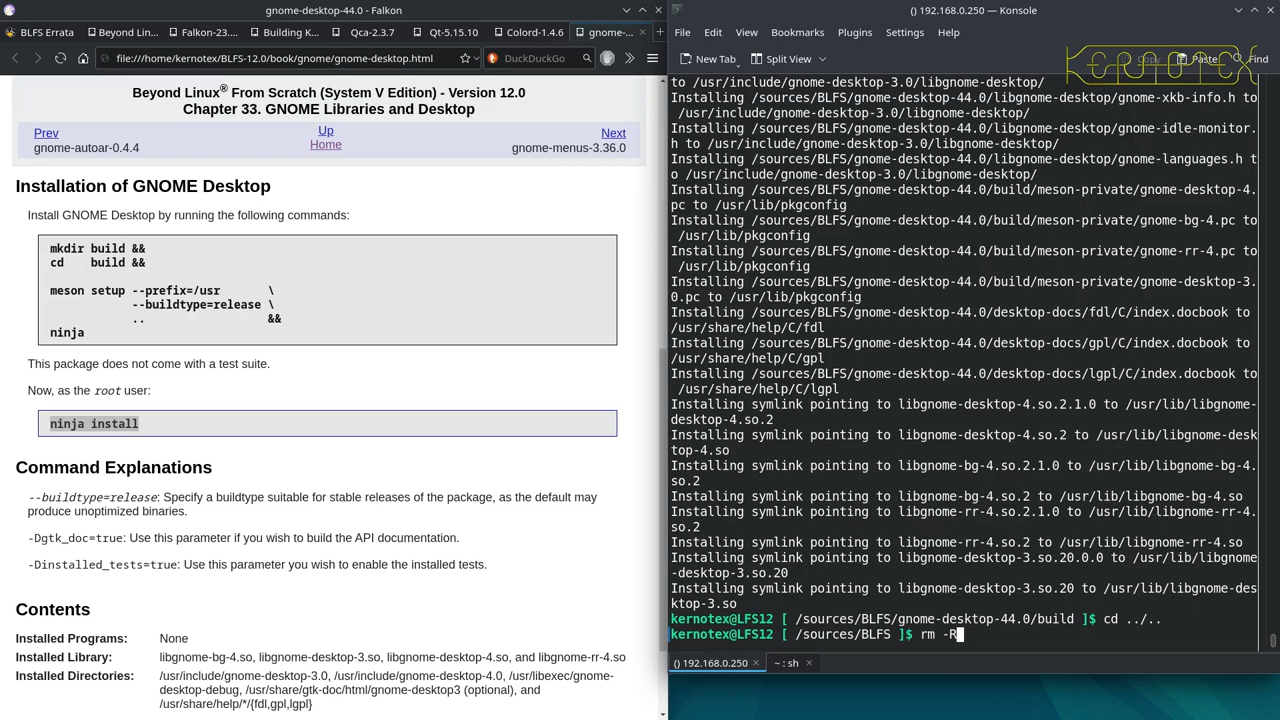 gnome-desktop-44.0 / - Falkon
BLFS Errata
Beyond Lin...
Falkon-23....
Building K...
Qca-2.3.7
Qt-5.15.10
Colord-1.4.6
gnome-...
file:///home/kernotex/BLFS-12.0/book/gnome/gnome-desktop.html
DuckDuckGo
Beyond Linux® From Scratch (System V Edition) - Version 12.0
Chapter 33. GNOME Libraries and Desktop
Prev
Up
Next
gnome-autoar-0.4.4
Home
gnome-menus-3.36.0
Installation of GNOME Desktop
Install GNOME Desktop by running the following commands:
mkdir build &&
cd    build &&
meson setup --prefix=/usr       \
            --buildtype=release \
            ..                  &&
ninja
This package does not come with a test suite.
Now, as the root user:
ninja install
Command Explanations
--buildtype=release: Specify a buildtype suitable for stable releases of the package, as the default may
produce unoptimized binaries.
-Dgtk_doc=true: Use this parameter if you wish to build the API documentation.
-Dinstalled_tests=true: Use this parameter you wish to enable the installed tests.
Contents
Installed Programs: None
Installed Library: libgnome-bg-4.so, libgnome-desktop-3.so, libgnome-desktop-4.so, and libgnome-rr-4.so
Installed Directories: /usr/include/gnome-desktop-3.0, /usr/include/gnome-desktop-4.0, /usr/libexec/gnome-
desktop-debug, /usr/share/gtk-doc/html/gnome-desktop3 (optional), and
/usr/share/help/*/{fdl,gpl,lgpl}
() 192.168.0.250 — Konsole
File Edit View Bookmarks Plugins Settings Help
New Tab
Split View
Copy
Paste
Find
Kernotex
to /usr/include/gnome-desktop-3.0/libgnome-desktop/
Installing /sources/BLFS/gnome-desktop-44.0/libgnome-desktop/gnome-xkb-info.h to
 /usr/include/gnome-desktop-3.0/libgnome-desktop/
Installing /sources/BLFS/gnome-desktop-44.0/libgnome-desktop/gnome-idle-monitor.
h to /usr/include/gnome-desktop-3.0/libgnome-desktop/
Installing /sources/BLFS/gnome-desktop-44.0/libgnome-desktop/gnome-languages.h t
o /usr/include/gnome-desktop-3.0/libgnome-desktop/
Installing /sources/BLFS/gnome-desktop-44.0/build/meson-private/gnome-desktop-4.
pc to /usr/lib/pkgconfig
Installing /sources/BLFS/gnome-desktop-44.0/build/meson-private/gnome-bg-4.pc to
 /usr/lib/pkgconfig
Installing /sources/BLFS/gnome-desktop-44.0/build/meson-private/gnome-rr-4.pc to
 /usr/lib/pkgconfig
Installing /sources/BLFS/gnome-desktop-44.0/build/meson-private/gnome-desktop-3.
0.pc to /usr/lib/pkgconfig
Installing /sources/BLFS/gnome-desktop-44.0/desktop-docs/fdl/C/index.docbook to
/usr/share/help/C/fdl
Installing /sources/BLFS/gnome-desktop-44.0/desktop-docs/gpl/C/index.docbook to
/usr/share/help/C/gpl
Installing /sources/BLFS/gnome-desktop-44.0/desktop-docs/lgpl/C/index.docbook to
 /usr/share/help/C/lgpl
Installing symlink pointing to libgnome-desktop-4.so.2.1.0 to /usr/lib/libgnome-
desktop-4.so.2
Installing symlink pointing to libgnome-desktop-4.so.2 to /usr/lib/libgnome-desk
top-4.so
Installing symlink pointing to libgnome-bg-4.so.2.1.0 to /usr/lib/libgnome-bg-4.
so.2
Installing symlink pointing to libgnome-bg-4.so.2 to /usr/lib/libgnome-bg-4.so
Installing symlink pointing to libgnome-rr-4.so.2.1.0 to /usr/lib/libgnome-rr-4.
so.2
Installing symlink pointing to libgnome-rr-4.so.2 to /usr/lib/libgnome-rr-4.so
Installing symlink pointing to libgnome-desktop-3.so.20.0.0 to /usr/lib/libgnome
-desktop-3.so.20
Installing symlink pointing to libgnome-desktop-3.so.20 to /usr/lib/libgnome-des
ktop-3.so
kernotex@LFS12 [ /sources/BLFS/gnome-desktop-44.0/build ]$ cd ../..
kernotex@LFS12 [ /sources/BLFS ]$ rm -R
() 192.168.0.250
~ : sh